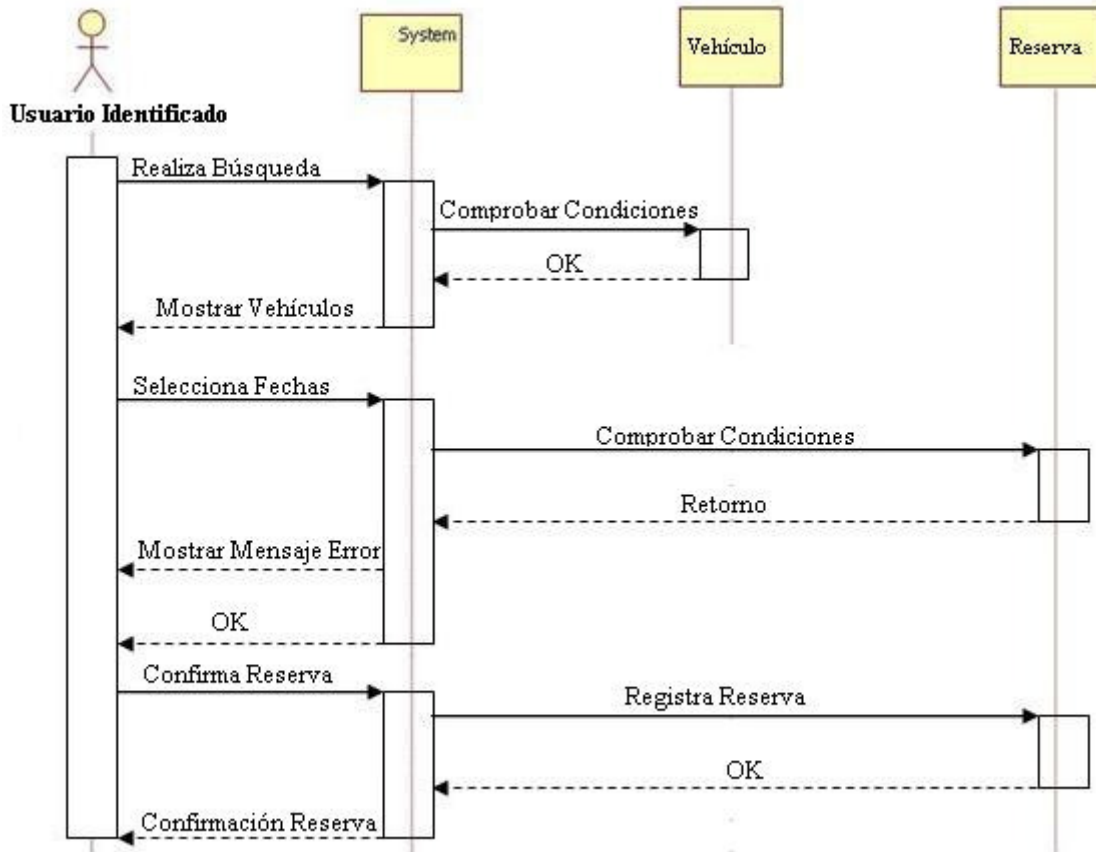 System
Vehículo
Reserva
Usuario Identificado
Realiza Búsqueda
Comprobar Condiciones
OK
Mostrar Vehículos
Selecciona Fechas
Comprobar Condiciones
Retorno
Mostrar Mensaje Error
OK
Confirma Reserva
Registra Reserva
OK
Confirmación Reserva